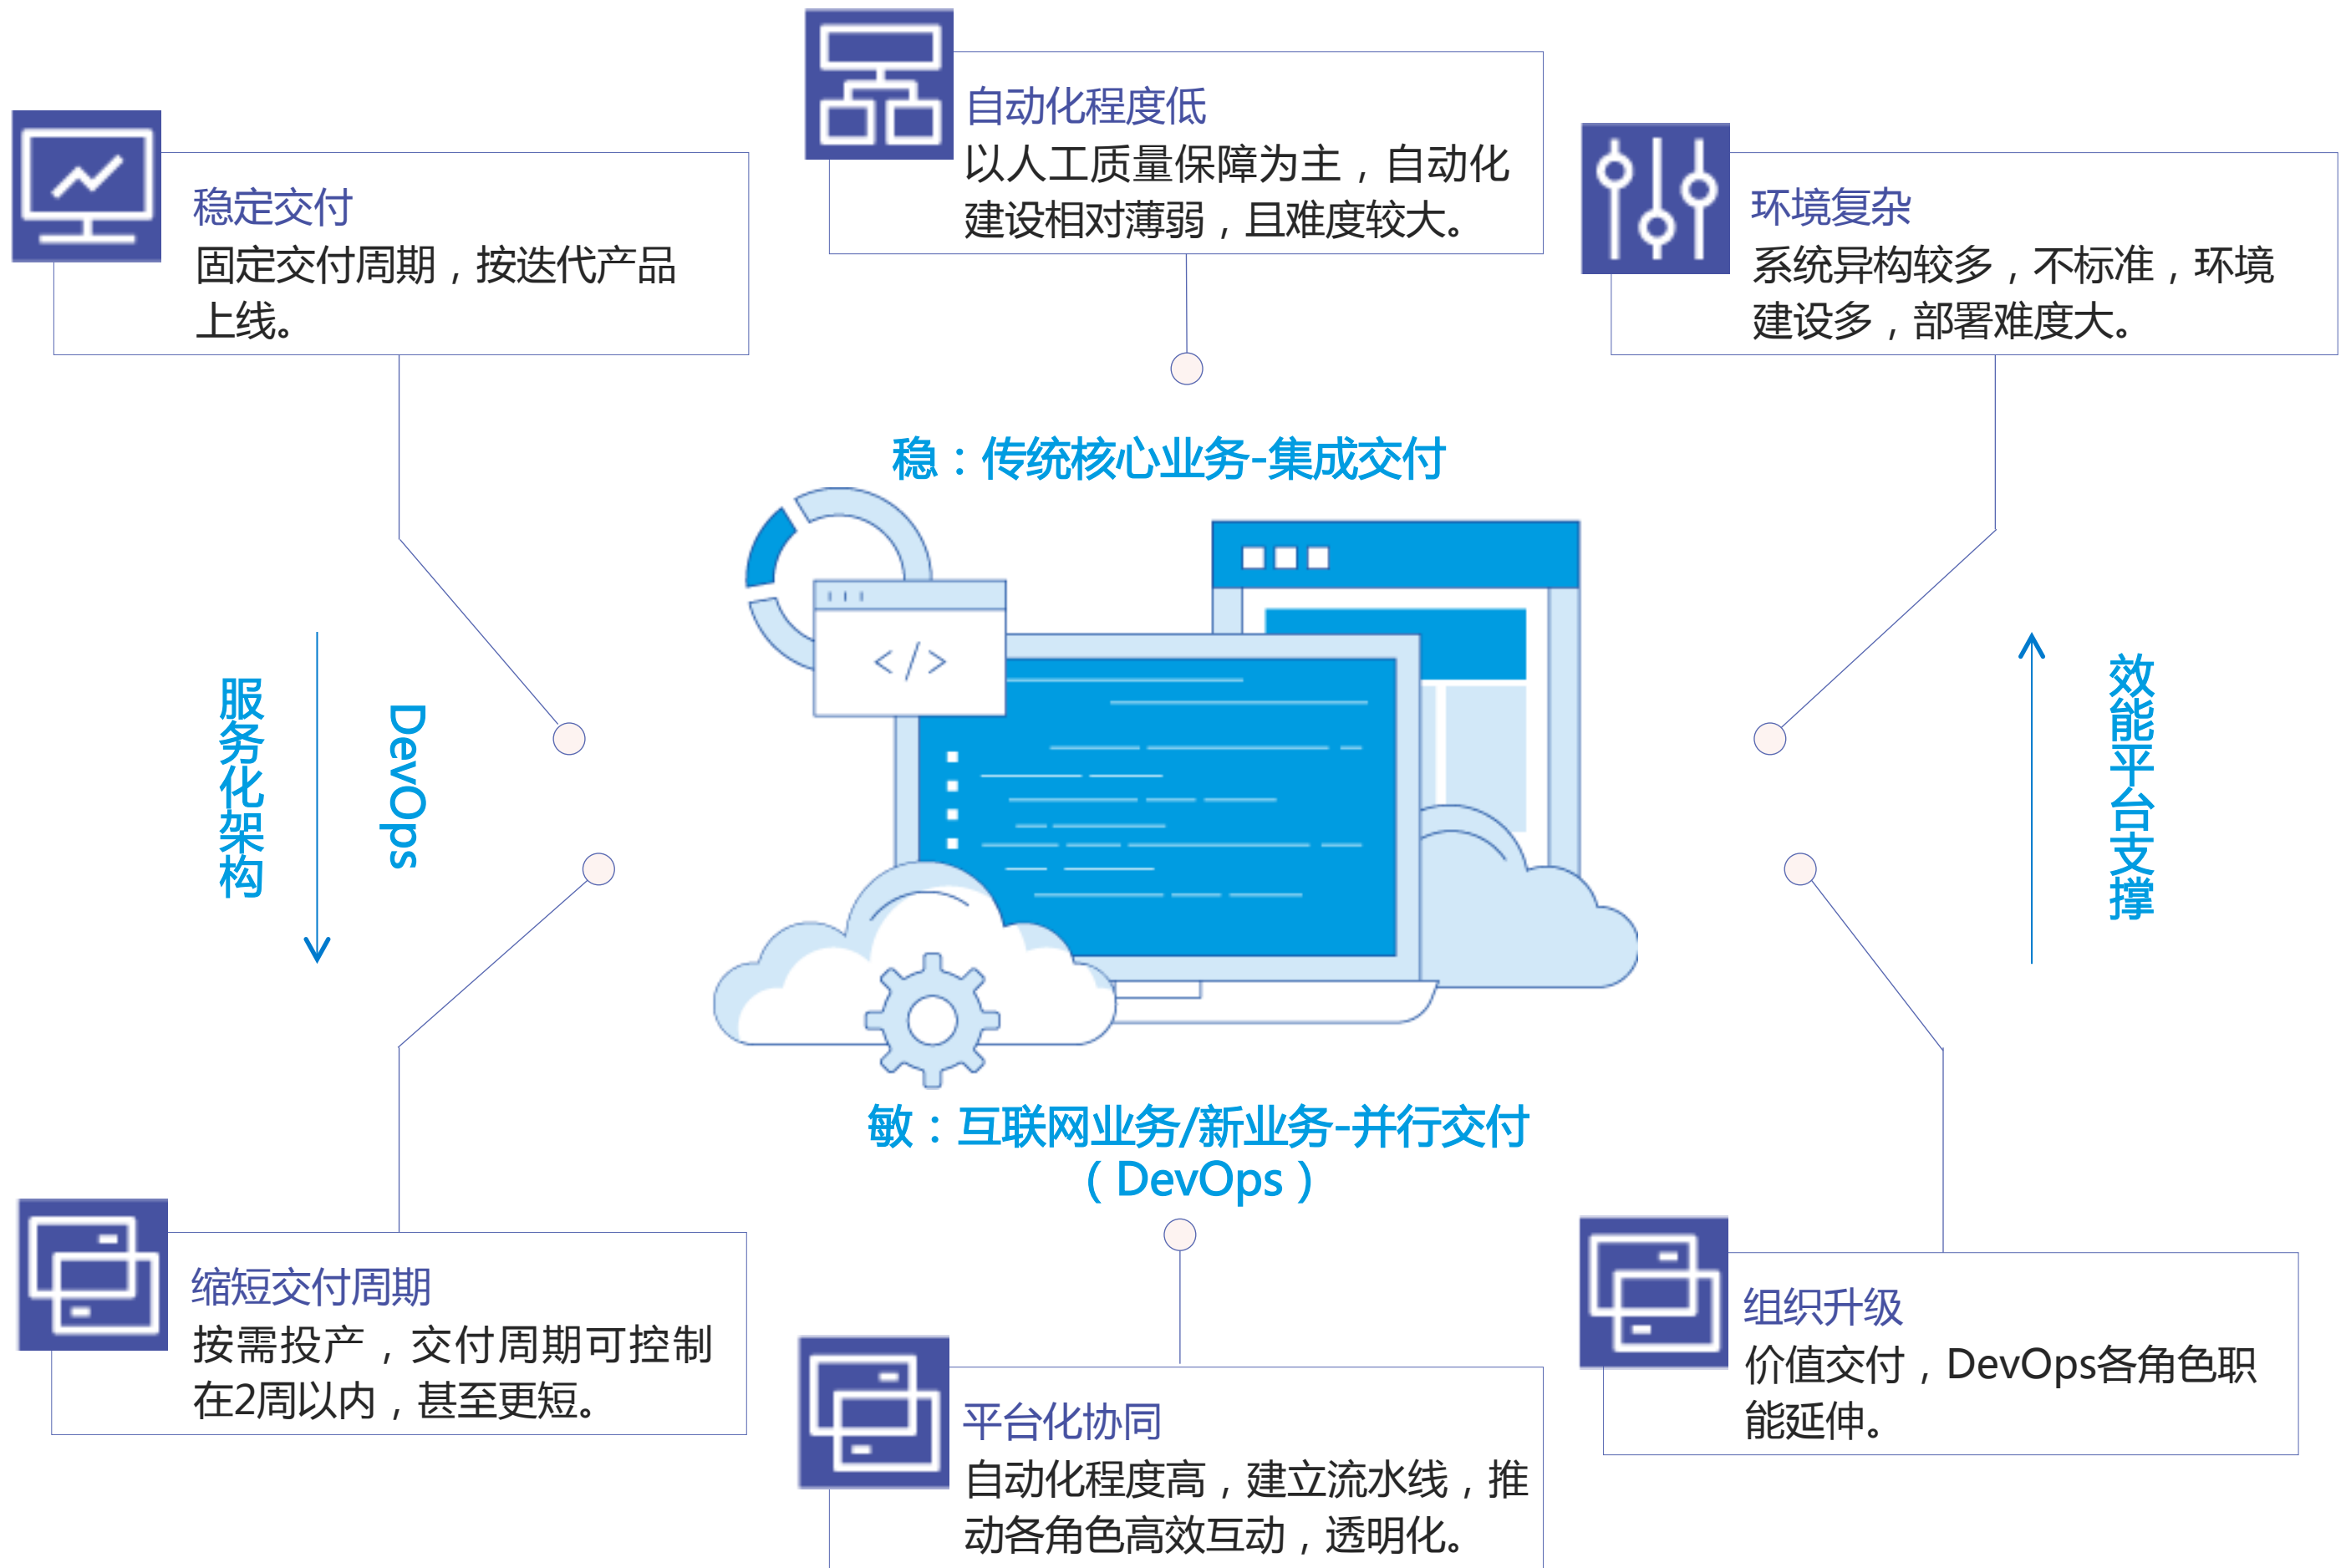 自动化程度低
以人工质量保障为主，自动化
建设相对薄弱，且难度较大。
稳定交付
固定交付周期，按迭代产品
上线。
环境复杂
系统异构较多，不标准，环境
建设多，部署难度大。
稳：传统核心业务-集成交付
</>
服务化架构
DevOps
效能平台支撑
敏：互联网业务/新业务-并行交付
（DevOps）
缩短交付周期
按需投产，交付周期可控制
在2周以内，甚至更短。
平台化协同
自动化程度高，建立流水线，推
动各角色高效互动，透明化。
组织升级
价值交付，DevOps各角色职
能延伸。